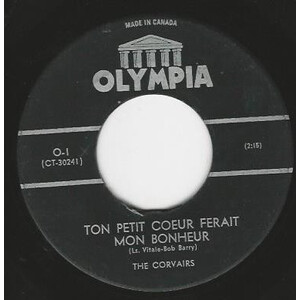 MADE IN CANADA
OLYMPIA
O-1
(CT-30241)
(2:15)
TON PETIT COEUR FERAIT
MON BONHEUR
(Lt. Vitale-Bob Barry)
THE CORVAIRS